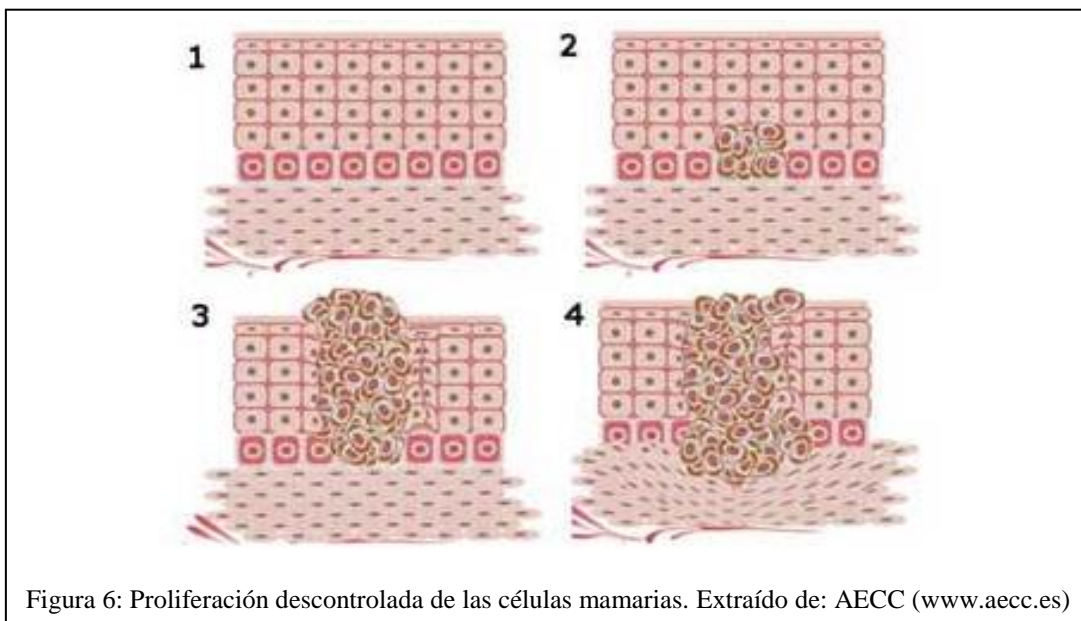 1
2
3
4
Figura 6: Proliferación descontrolada de las células mamarias. Extraído de: AECC (www.aecc.es)